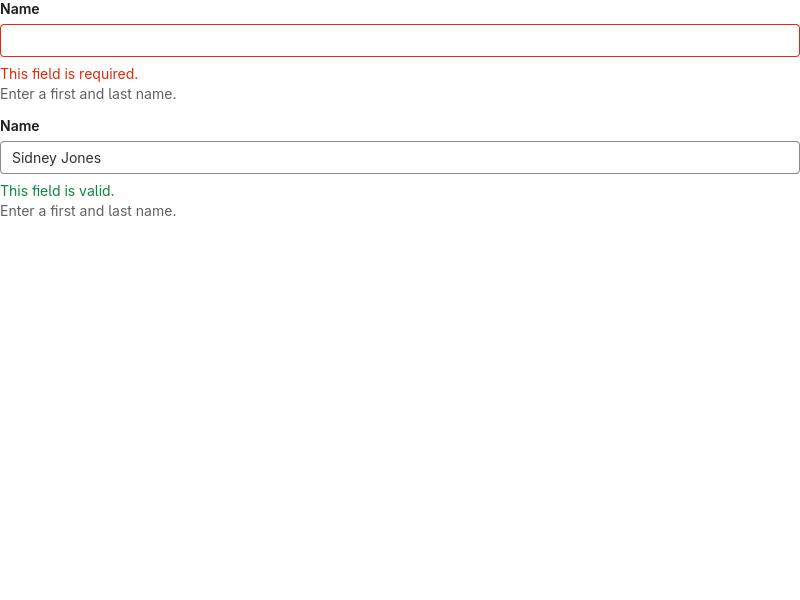 Name
This field is required.
Enter a first and last name.
Name
Sidney Jones
This field is valid.
Enter a first and last name.